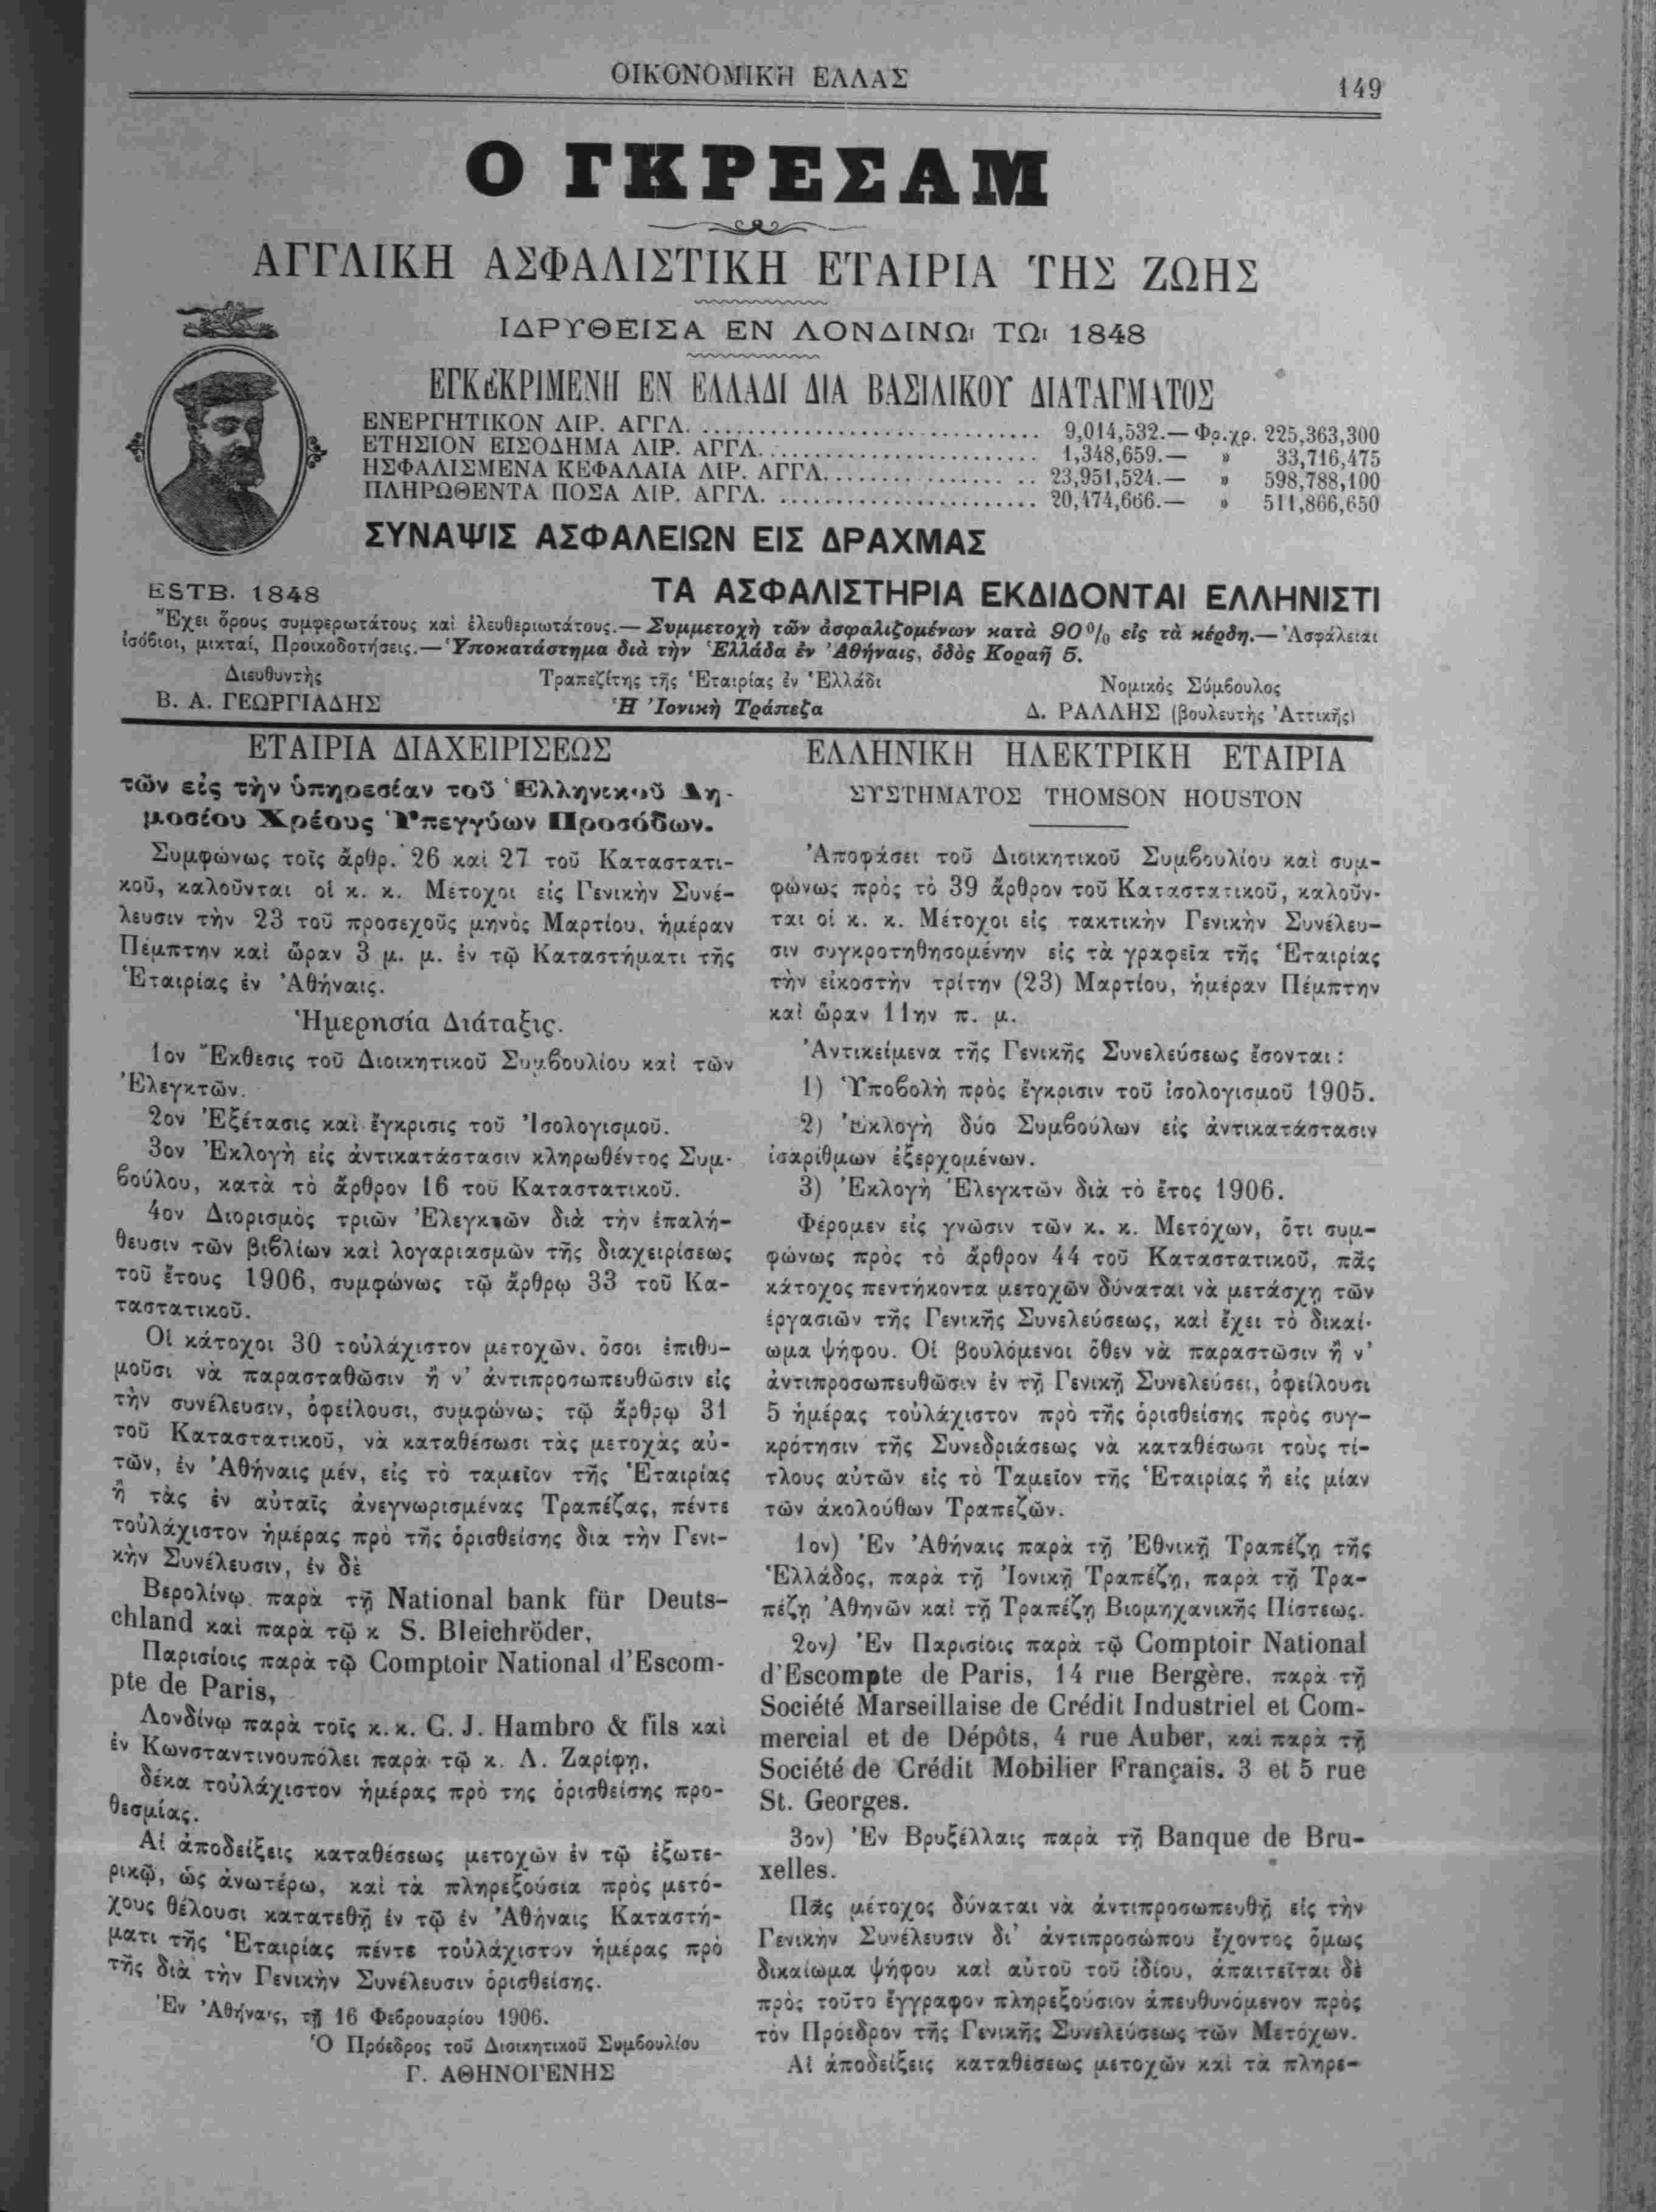 ΟΙΚΟΝΟΜΙΚΗ ΕΛΛΑΣ
149
Ο ΓΚΡΕΣΑΜ
ΑΓΓΛΙΚΗ ΑΣΦΑΛΙΣΤΙΚΗ ΕΤΑΙΡΙΑ ΤΗΣ ΖΩΗΣ
ΙΔΡΥΘΕΙΣΑ ΕΝ ΛΟΝΔΙΝΩι ΤΩι 1848
ΕΓΚΕΚΡΙΜΕΝΗ ΕΝ ΕΛΛΑΔΙ ΔΙΑ ΒΑΣΙΛΙΚΟΥ ΔΙΑΤΑΓΜΑΤΟΣ
ΕΝΕΡΓΗΤΙΚΟΝ ΛΙΡ. ΑΓΓΛ. . . . . . . . . . 9,014,532.— Φρ.χρ. 225,363,300
ΕΤΗΣΙΟΝ ΕΙΣΟΔΗΜΑ ΛΙΡ. ΑΓΓΛ. . . . . . . . . . 1,348,659.— » 33,716,475
ΗΣΦΑΛΙΣΜΕΝΑ ΚΕΦΑΛΑΙΑ ΛΙΡ. ΑΓΓΛ. . . . . . . . . . 23,951,524.— » 598,788,100
ΠΛΗΡΩΘΕΝΤΑ ΠΟΣΑ ΛΙΡ. ΑΓΓΛ. . . . . . . . . . 20,474,666.— » 511,866,650
ΣΥΝΑΨΙΣ ΑΣΦΑΛΕΙΩΝ ΕΙΣ ΔΡΑΧΜΑΣ
ESTB. 1848
ΤΑ ΑΣΦΑΛΙΣΤΗΡΙΑ ΕΚΔΙΔΟΝΤΑΙ ΕΛΛΗΝΙΣΤΙ
Ἔχει ὅρους συμφερωτάτους καὶ ἐλευθεριωτάτους.— Συμμετοχὴ τῶν ἀσφαλιζομένων κατὰ 90 % εἰς τὰ κέρδη.— Ἀσφάλειαι
ἰσόβιοι, μικταί, Προικοδοτήσεις.— Ὑποκατάστημα διὰ τὴν Ἑλλάδα ἐν Ἀθήναις, ὁδὸς Κοραῆ 5.
Διευθυντὴς
Β. Α. ΓΕΩΡΓΙΑΔΗΣ
Τραπεζίτης τῆς Ἑταιρίας ἐν Ἑλλάδι
Ἡ Ἰονικὴ Τράπεζα
Νομικὸς Σύμβουλος
Δ. ΡΑΛΛΗΣ (βουλευτὴς Ἀττικῆς)
ΕΤΑΙΡΙΑ ΔΙΑΧΕΙΡΙΣΕΩΣ
τῶν εἰς τὴν ὑπηρεσίαν τοῦ Ἑλληνικοῦ Δη-
μοσίου Χρέους Ὑπεγγύων Προσόδων.
Συμφώνως τοῖς ἄρθρ. 26 καὶ 27 τοῦ Καταστατι-
κοῦ, καλοῦνται οἱ κ. κ. Μέτοχοι εἰς Γενικὴν Συνέ-
λευσιν τὴν 23 τοῦ προσεχοῦς μηνὸς Μαρτίου, ἡμέραν
Πέμπτην καὶ ὥραν 3 μ. μ. ἐν τῷ Καταστήματι τῆς
Ἑταιρίας ἐν Ἀθήναις.
Ἡμερησία Διάταξις.
1ον Ἔκθεσις τοῦ Διοικητικοῦ Συμβουλίου καὶ τῶν
Ἐλεγκτῶν.
2ον Ἐξέτασις καὶ ἔγκρισις τοῦ Ἰσολογισμοῦ.
3ον Ἐκλογὴ εἰς ἀντικατάστασιν κληρωθέντος Συμ-
βούλου, κατὰ τὸ ἄρθρον 16 τοῦ Καταστατικοῦ.
4ον Διορισμὸς τριῶν Ἐλεγκτῶν διὰ τὴν ἐπαλή-
θευσιν τῶν βιβλίων καὶ λογαριασμῶν τῆς διαχειρίσεως
τοῦ ἔτους 1906, συμφώνως τῷ ἄρθρῳ 33 τοῦ Κα-
ταστατικοῦ.
Οἱ κάτοχοι 30 τοὐλάχιστον μετοχῶν, ὅσοι ἐπιθυ-
μοῦσι νὰ παρασταθῶσιν ἢ ν' ἀντιπροσωπευθῶσιν εἰς
τὴν συνέλευσιν, ὀφείλουσι, συμφώνως τῷ ἄρθρῳ 31
τοῦ Καταστατικοῦ, νὰ καταθέσωσι τὰς μετοχὰς αὑ-
τῶν, ἐν Ἀθήναις μέν, εἰς τὸ ταμεῖον τῆς Ἑταιρίας
ἢ τὰς ἐν αὐταῖς ἀνεγνωρισμένας Τραπέζας, πέντε
τοὐλάχιστον ἡμέρας πρὸ τῆς ὁρισθείσης διὰ τὴν Γενι-
κὴν Συνέλευσιν, ἐν δὲ
Βερολίνῳ παρὰ τῇ National bank für Deuts-
chland καὶ παρὰ τῷ κ S. Bleichröder,
Παρισίοις παρὰ τῷ Comptoir National d'Escom-
pte de Paris,
Λονδίνῳ παρὰ τοῖς κ.κ. C. J. Hambro & fils καὶ
ἐν Κωνσταντινουπόλει παρὰ τῷ κ. Λ. Ζαρίφη,
δέκα τοὐλάχιστον ἡμέρας πρὸ της ὁρισθείσης προ-
θεσμίας.
Αἱ ἀποδείξεις καταθέσεως μετοχῶν ἐν τῷ ἐξωτε-
ρικῷ, ὡς ἀνωτέρω, καὶ τὰ πληρεξούσια πρὸς μετό-
χους θέλουσι κατατεθῇ ἐν τῷ ἐν Ἀθήναις Καταστή-
ματι τῆς Ἑταιρίας πέντε τοὐλάχιστον ἡμέρας πρὸ
τῆς διὰ τὴν Γενικὴν Συνέλευσιν ὁρισθείσης.
Ἐν Ἀθήναις, τῇ 16 Φεβρουαρίου 1906.
Ὁ Πρόεδρος τοῦ Διοικητικοῦ Συμβουλίου
Γ. ΑΘΗΝΟΓΕΝΗΣ
ΕΛΛΗΝΙΚΗ ΗΛΕΚΤΡΙΚΗ ΕΤΑΙΡΙΑ
ΣΥΣΤΗΜΑΤΟΣ THOMSON HOUSTON
Ἀποφάσει τοῦ Διοικητικοῦ Συμβουλίου καὶ συμ-
φώνως πρὸς τὸ 39 ἄρθρον τοῦ Καταστατικοῦ, καλοῦν-
ται οἱ κ. κ. Μέτοχοι εἰς τακτικὴν Γενικὴν Συνέλευ-
σιν συγκροτηθησομένην εἰς τὰ γραφεῖα τῆς Ἑταιρίας
τὴν εἰκοστὴν τρίτην (23) Μαρτίου, ἡμέραν Πέμπτην
καὶ ὥραν 11ην π. μ.
Ἀντικείμενα τῆς Γενικῆς Συνελεύσεως ἔσονται :
1) Ὑποβολὴ πρὸς ἔγκρισιν τοῦ ἰσολογισμοῦ 1905.
2) Ἐκλογὴ δύο Συμβούλων εἰς ἀντικατάστασιν
ἰσαρίθμων ἐξερχομένων.
3) Ἐκλογὴ Ἐλεγκτῶν διὰ τὸ ἔτος 1906.
Φέρομεν εἰς γνῶσιν τῶν κ. κ. Μετόχων, ὅτι συμ-
φώνως πρὸς τὸ ἄρθρον 44 τοῦ Καταστατικοῦ, πᾶς
κάτοχος πεντήκοντα μετοχῶν δύναται νὰ μετάσχῃ τῶν
ἐργασιῶν τῆς Γενικῆς Συνελεύσεως, καὶ ἔχει τὸ δικαί-
ωμα ψήφου. Οἱ βουλόμενοι ὅθεν νὰ παραστῶσιν ἢ ν'
ἀντιπροσωπευθῶσιν ἐν τῇ Γενικῇ Συνελεύσει, ὀφείλουσι
5 ἡμέρας τοὐλάχιστον πρὸ τῆς ὁρισθείσης πρὸς συγ-
κρότησιν τῆς Συνεδριάσεως νὰ καταθέσωσι τοὺς τί-
τλους αὐτῶν εἰς τὸ Ταμεῖον τῆς Ἑταιρίας ἢ εἰς μίαν
τῶν ἀκολούθων Τραπεζῶν.
1ον) Ἐν Ἀθήναις παρὰ τῇ Ἐθνικῇ Τραπέζῃ τῆς
Ἑλλάδος, παρὰ τῇ Ἰονικῇ Τραπέζῃ, παρὰ τῇ Τρα-
πέζῃ Ἀθηνῶν καὶ τῇ Τραπέζῃ Βιομηχανικῆς Πίστεως.
2ον) Ἐν Παρισίοις παρὰ τῷ Comptoir National
d'Escompte de Paris, 14 rue Bergère, παρὰ τῇ
Société Marseillaise de Crédit Industriel et Com-
mercial et de Dépôts, 4 rue Auber, καὶ παρὰ τῇ
Société de Crédit Mobilier Français. 3 et 5 rue
St. Georges.
3ον) Ἐν Βρυξέλλαις παρὰ τῇ Banque de Bru-
xelles.
Πᾶς μέτοχος δύναται νὰ ἀντιπροσωπευθῇ εἰς τὴν
Γενικὴν Συνέλευσιν δι' ἀντιπροσώπου ἔχοντος ὅμως
δικαίωμα ψήφου καὶ αὐτοῦ τοῦ ἰδίου, ἀπαιτεῖται δὲ
πρὸς τοῦτο ἔγγραφον πληρεξούσιον ἀπευθυνόμενον πρὸς
τὸν Πρόεδρον τῆς Γενικῆς Συνελεύσεως τῶν Μετόχων.
Αἱ ἀποδείξεις καταθέσεως μετοχῶν καὶ τὰ πληρε-